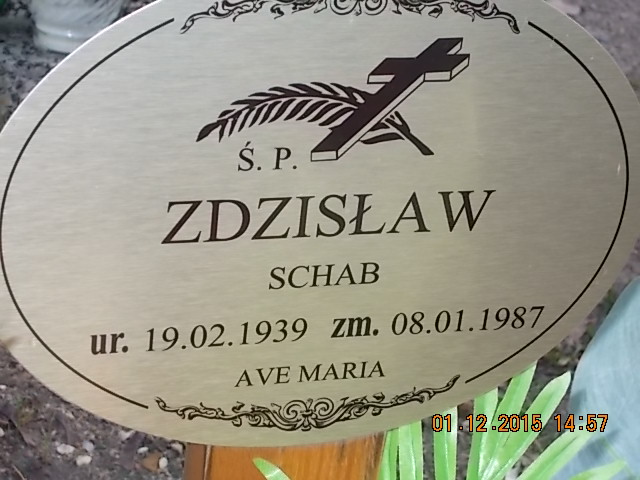 Ś. P.
ZDZISŁAW
SCHAB
ur. 19.02.1939 zm. 08.01.1987
AVE MARIA
01.12.2015 14:57